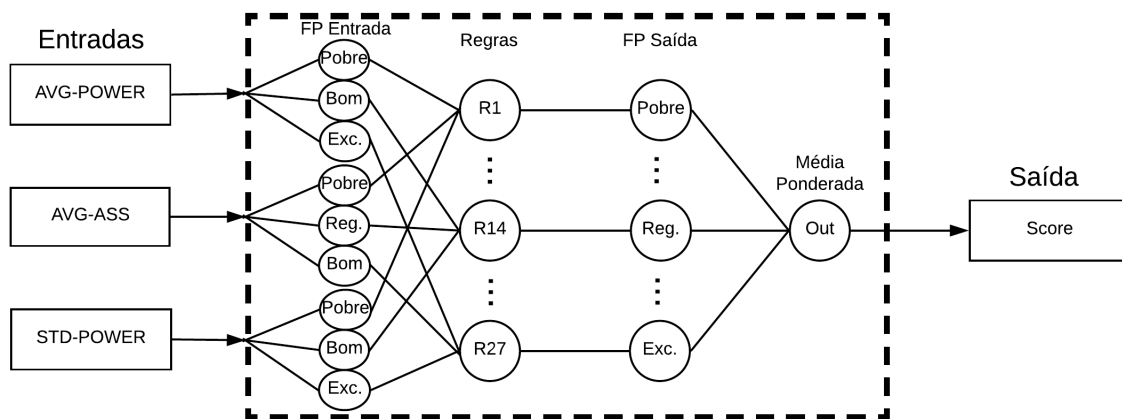 Entradas
AVG-POWER
AVG-ASS
STD-POWER
FP Entrada
Pobre
Bom
Exc.
Pobre
Reg.
Bom
Pobre
Bom
Exc.
Regras
R1
R14
R27
FP Saída
Pobre
Reg.
Exc.
Média
Ponderada
Out
Saída
Score